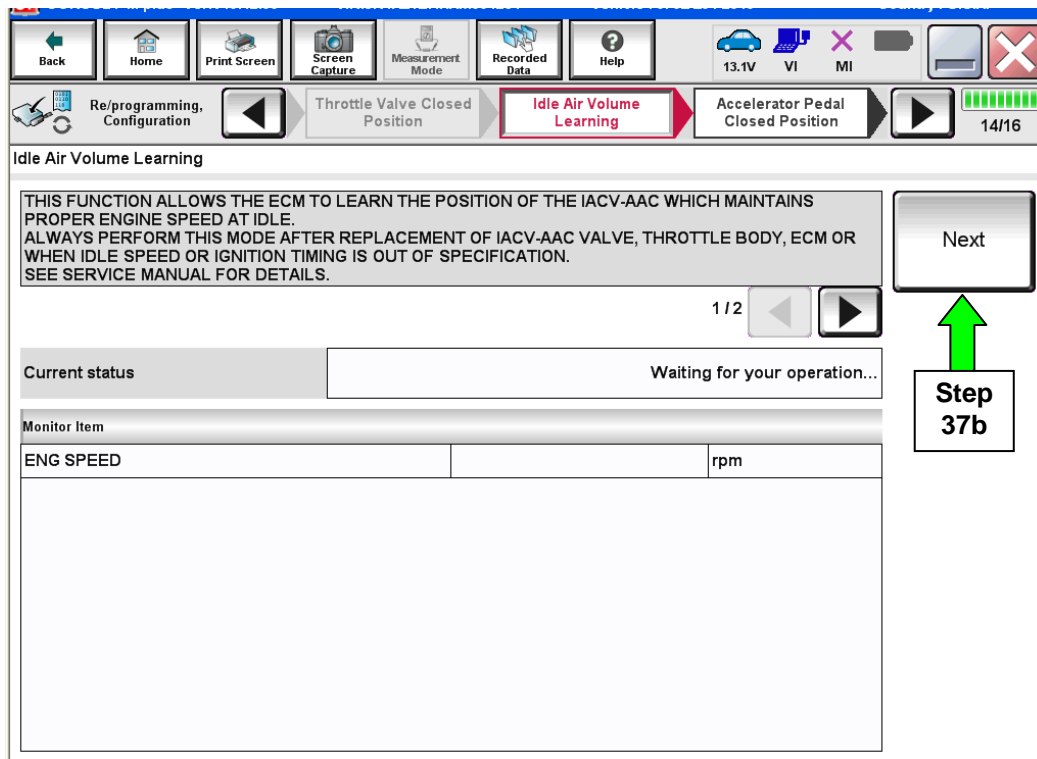 Back
Home
Print Screen
Screen
Capture
Measurement
Mode
Recorded
Data
Help
13.1V
VI
MI
Re/programming,
Configuration
Throttle Valve Closed
Position
Idle Air Volume
Learning
Accelerator Pedal
Closed Position
14/16
Idle Air Volume Learning
THIS FUNCTION ALLOWS THE ECM TO LEARN THE POSITION OF THE IACV-AAC WHICH MAINTAINS
PROPER ENGINE SPEED AT IDLE.
ALWAYS PERFORM THIS MODE AFTER REPLACEMENT OF IACV-AAC VALVE, THROTTLE BODY, ECM OR
WHEN IDLE SPEED OR IGNITION TIMING IS OUT OF SPECIFICATION.
SEE SERVICE MANUAL FOR DETAILS.
Next
1/2
Current status
Waiting for your operation...
Step
37b
Monitor Item
ENG SPEED
rpm